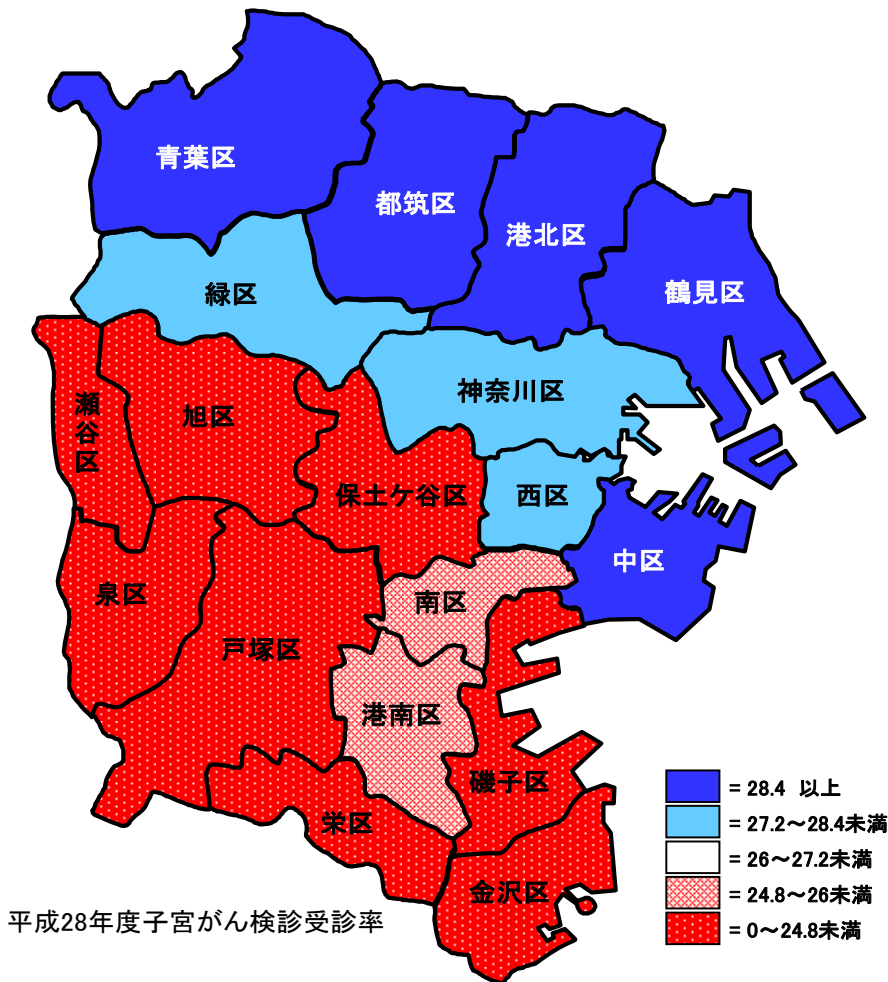 青葉区
都筑区
港北区
鶴見区
緑区
神奈川区
瀬谷区
旭区
保土ケ谷区
西区
中区
泉区
南区
戸塚区
港南区
磯子区
栄区
金沢区
= 28.4 以上
= 27.2～28.4未満
= 26～27.2未満
= 24.8～26未満
= 0～24.8未満
平成28年度子宮がん検診受診率